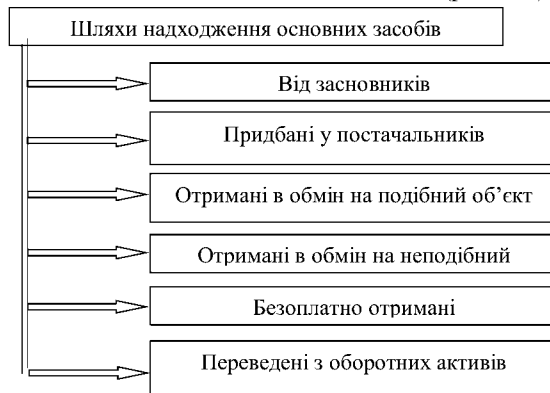 Шляхи надходження основних засобів
Від засновників
Придбані у постачальників
Отримані в обмін на подібний об’єкт
Отримані в обмін на неподібний
Безоплатно отримані
Переведені з оборотних активів